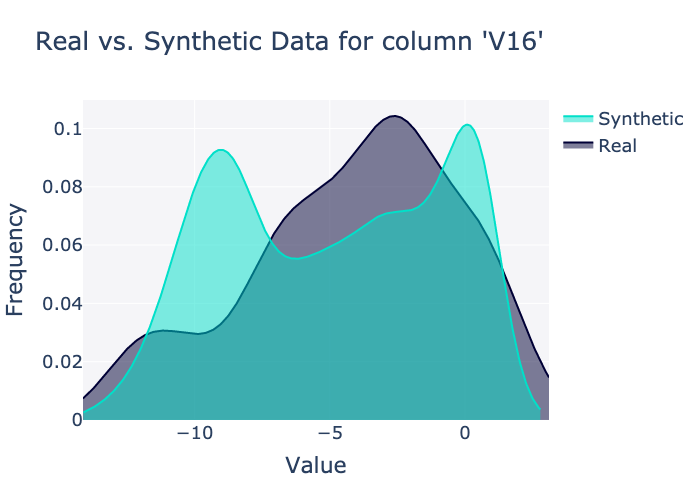 Real vs. Synthetic Data for column 'V16'
Synthetic
Real
0.1
0.08
0.06
0.04
0.02
0
Frequency
−10
−5
0
Value